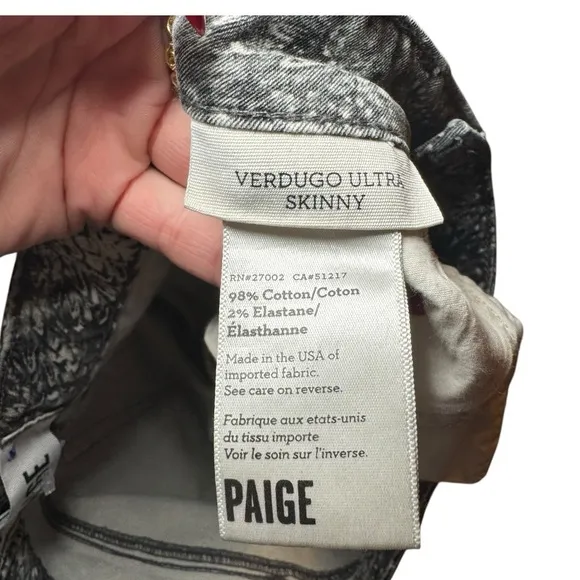 VERDUGO ULTRA
SKINNY
RN#27002 CA#51217
98% Cotton/Coton
2% Elastane/
Élasthanne
Made in the USA of
imported fabric.
See care on reverse.
Fabrique aux etats-unis
du tissu importe
Voir le soin sur l'inverse.
PAIGE